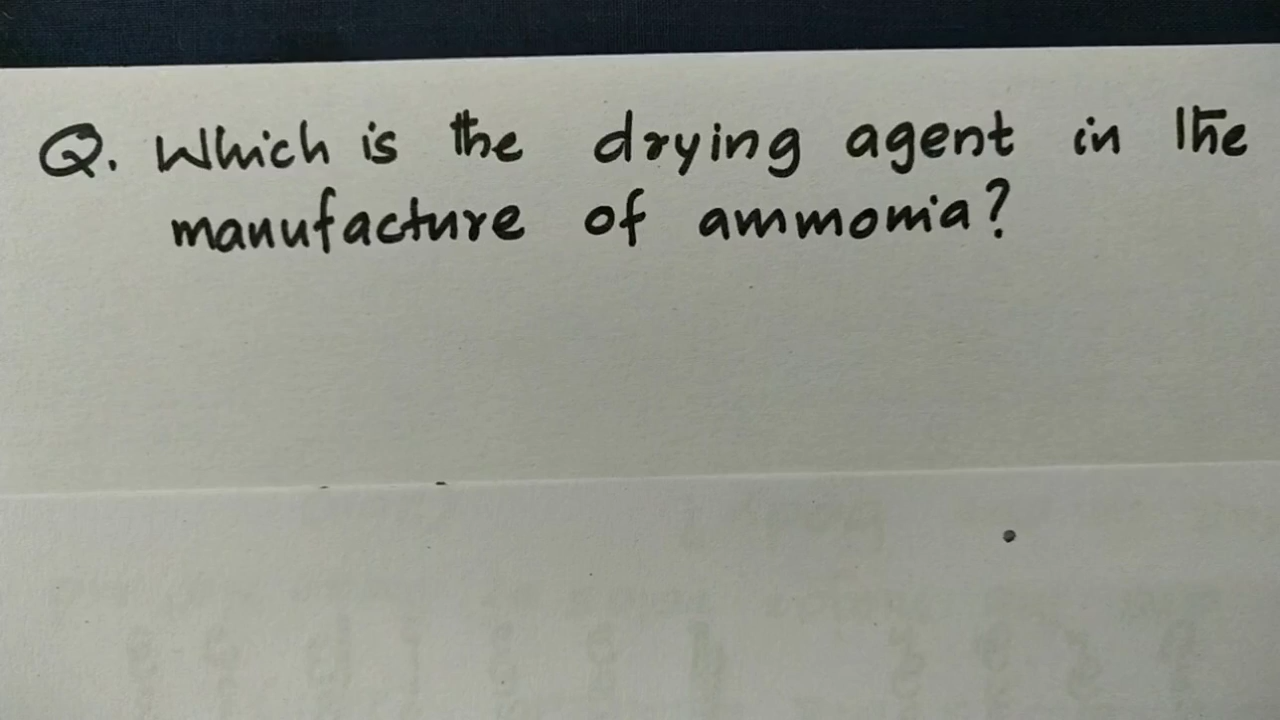 Q. Which is the drying agent in the
manufacture of ammonia?